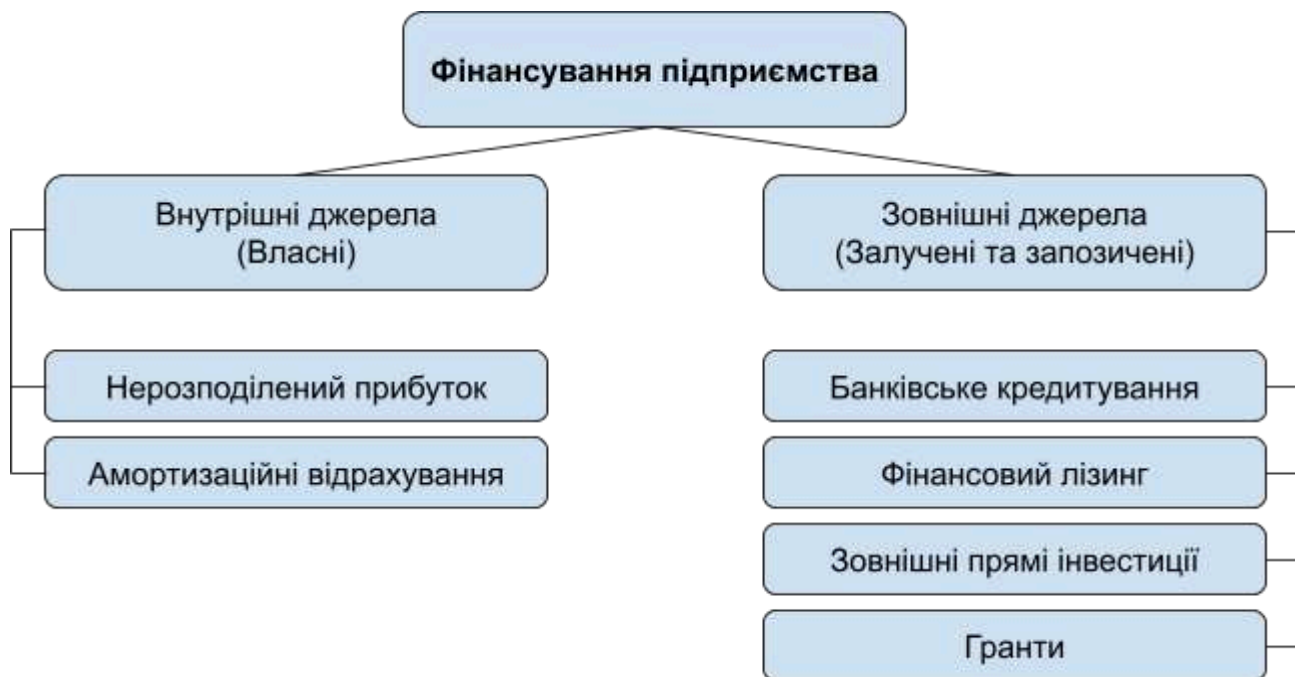 Фінансування підприємства
Внутрішні джерела
(Власні)
Зовнішні джерела
(Залучені та запозичені)
Нерозподілений прибуток
Амортизаційні відрахування
Банківське кредитування
Фінансовий лізинг
Зовнішні прямі інвестиції
Гранти